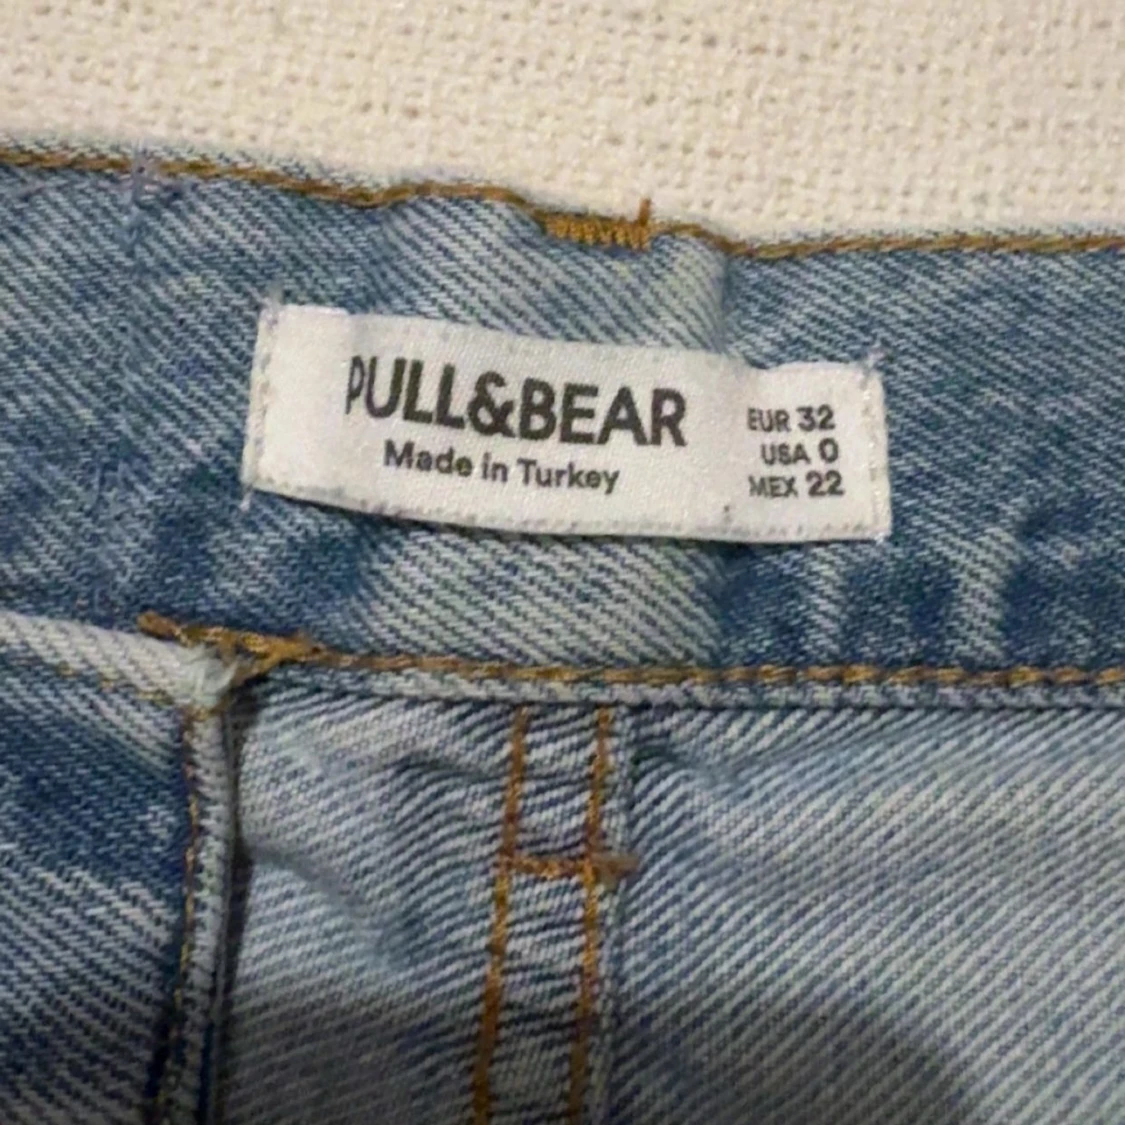 PULL&BEAR
Made in Turkey
EUR 32
USA 0
MEX 22